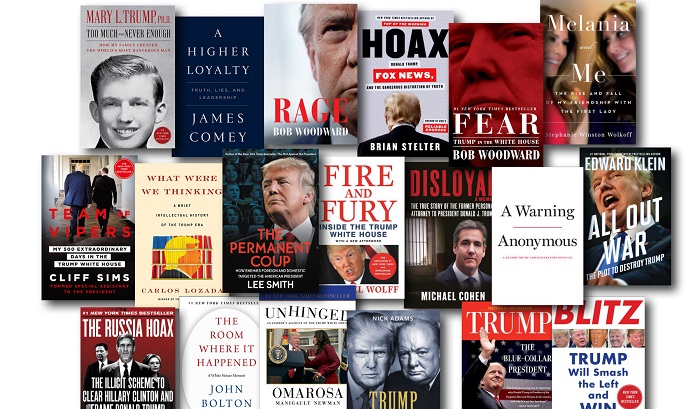 MARY L. TRUMP, PH.D.
TOO MUCH AND NEVER ENOUGH
HOW MY FAMILY CREATED
THE WORLD'S MOST DANGEROUS MAN
A
HIGHER
LOYALTY
TRUTH, LIES, AND
LEADERSHIP
JAMES
COMEY
RAGE
BOB WOODWARD
HOAX
DONALD TRUMP
FOX NEWS,
AND THE DANGEROUS DISTORTION OF TRUTH
BRIAN STELTER
#1 NEW YORK TIMES BESTSELLER
FEAR
TRUMP IN THE WHITE HOUSE
BOB WOODWARD
Melania
and
Me
THE RISE AND FALL
OF MY FRIENDSHIP WITH
THE FIRST LADY
Stephanie Winston Wolkoff
TEAM OF
VIPERS
MY 500 EXTRAORDINARY
DAYS IN THE
TRUMP WHITE HOUSE
CLIFF SIMS
FORMER SPECIAL ASSISTANT
TO THE PRESIDENT
WHAT WERE
WE THINKING
A BRIEF
INTELLECTUAL HISTORY
OF THE TRUMP ERA
CARLOS LOZADA
THE
PERMANENT
COUP
HOW ENEMIES FOREIGN AND DOMESTIC
TARGETED THE AMERICAN PRESIDENT
LEE SMITH
FIRE
AND
FURY
INSIDE THE TRUMP
WHITE HOUSE
WITH A NEW AFTERWORD
EL WOLFF
DISLOYAL
A MEMOIR
THE TRUE STORY OF THE FORMER PERSONAL
ATTORNEY TO PRESIDENT DONALD J. TRUMP
MICHAEL COHEN
A Warning
Anonymous
A SENIOR TRUMP ADMINISTRATION OFFICIAL
EDWARD KLEIN
ALL OUT
WAR
THE PLOT TO DESTROY TRUMP
#1 NEW YORK TIMES BESTSELLER
THE RUSSIA HOAX
THE ILLICIT SCHEME TO
CLEAR HILLARY CLINTON AND
FRAME DONALD TRUMP
THE
ROOM
WHERE IT
HAPPENED
A White House Memoir
JOHN
BOLTON
UNHINGED
AN INSIDER'S ACCOUNT OF THE TRUMP WHITE HOUSE
OMAROSA
MANIGAULT NEWMAN
NICK ADAMS
TRUMP
TRUMP
THE
BLUE-COLLAR
PRESIDENT
BLITZ
TRUMP
Will Smash
the Left
and
WIN